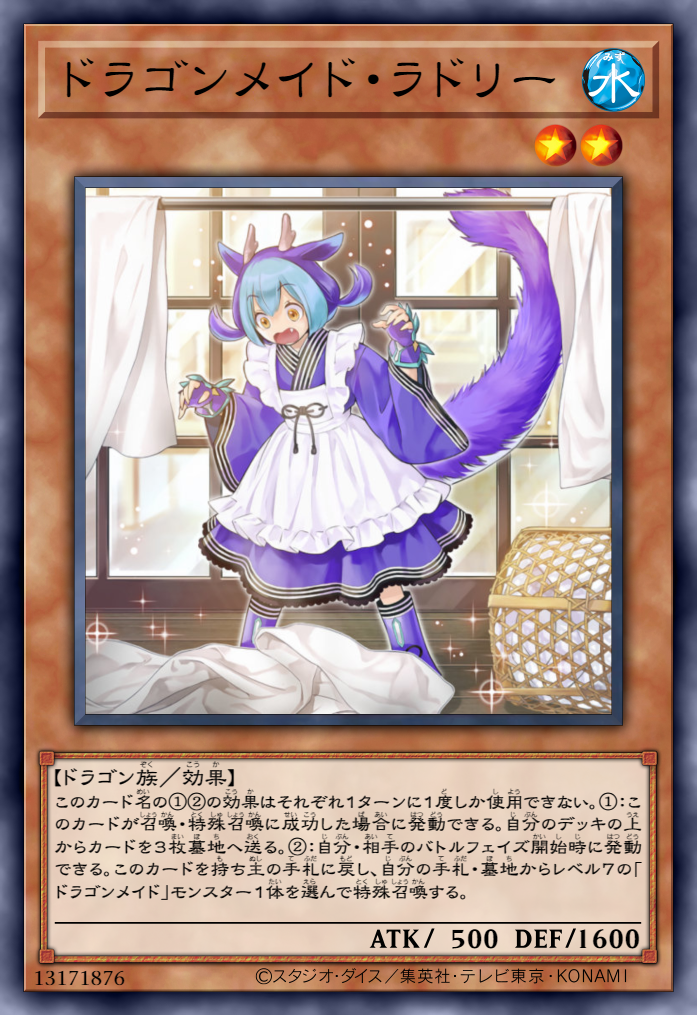 ドラゴンメイド・ラドリー
みず
水
【ドラゴン族／効果】
このカード名の①②の効果はそれぞれ1ターンに1度しか使用できない。①：こ
のカードが召喚・特殊召喚に成功した場合に発動できる。自分のデッキの上
からカードを3枚墓地へ送る。②：自分・相手のバトルフェイズ開始時に発動
できる。このカードを持ち主の手札に戻し、自分の手札・墓地からレベル7の「
ドラゴンメイド」モンスター1体を選んで特殊召喚する。
ATK/ 500 DEF/1600
13171876 ©スタジオ・ダイス／集英社・テレビ東京・KONAMI